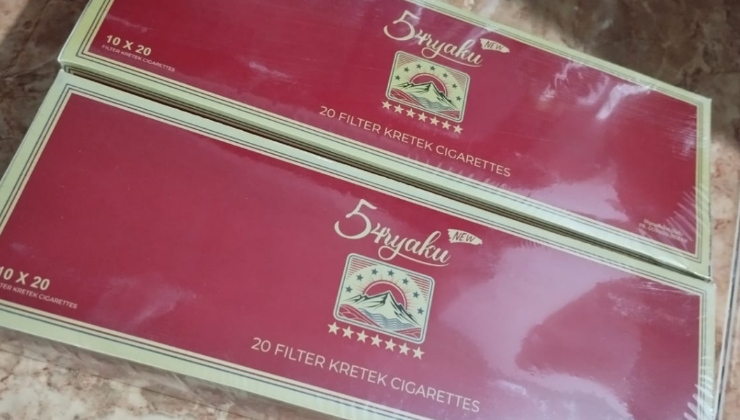 10 X 20
FILTER KRETEK CIGARETTES
54ryaku NEW
20 FILTER KRETEK CIGARETTES
54ryaku NEW
10 X 20
FILTER KRETEK CIGARETTES
20 FILTER KRETEK CIGARETTES